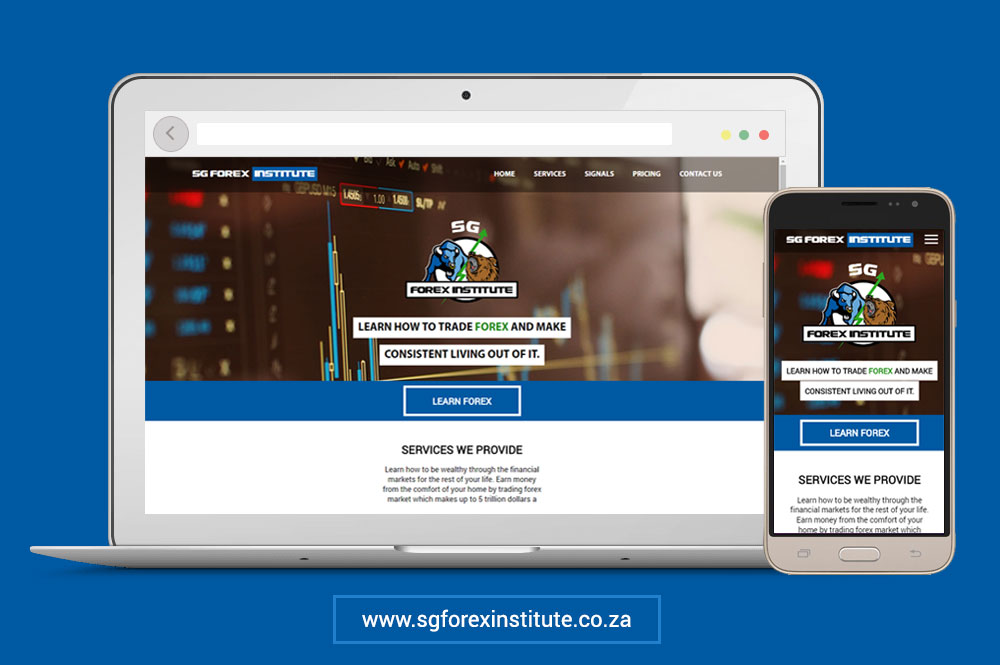 SG FOREX INSTITUTE
HOME SERVICES SIGNALS PRICING CONTACT US
GBPUSD M15
1.00
SL/TP
SG
FOREX INSTITUTE
LEARN HOW TO TRADE FOREX AND MAKE
CONSISTENT LIVING OUT OF IT.
LEARN FOREX
SERVICES WE PROVIDE
Learn how to be wealthy through the financial
markets for the rest of your life. Earn money
from the comfort of your home by trading forex
market which makes up to 5 trillion dollars a
SG FOREX INSTITUTE
SG
FOREX INSTITUTE
LEARN HOW TO TRADE FOREX AND MAKE
CONSISTENT LIVING OUT OF IT.
LEARN FOREX
SERVICES WE PROVIDE
Learn how to be wealthy through the
financial markets for the rest of your life.
Earn money from the comfort of your
home by trading forex market which
www.sgforexinstitute.co.za